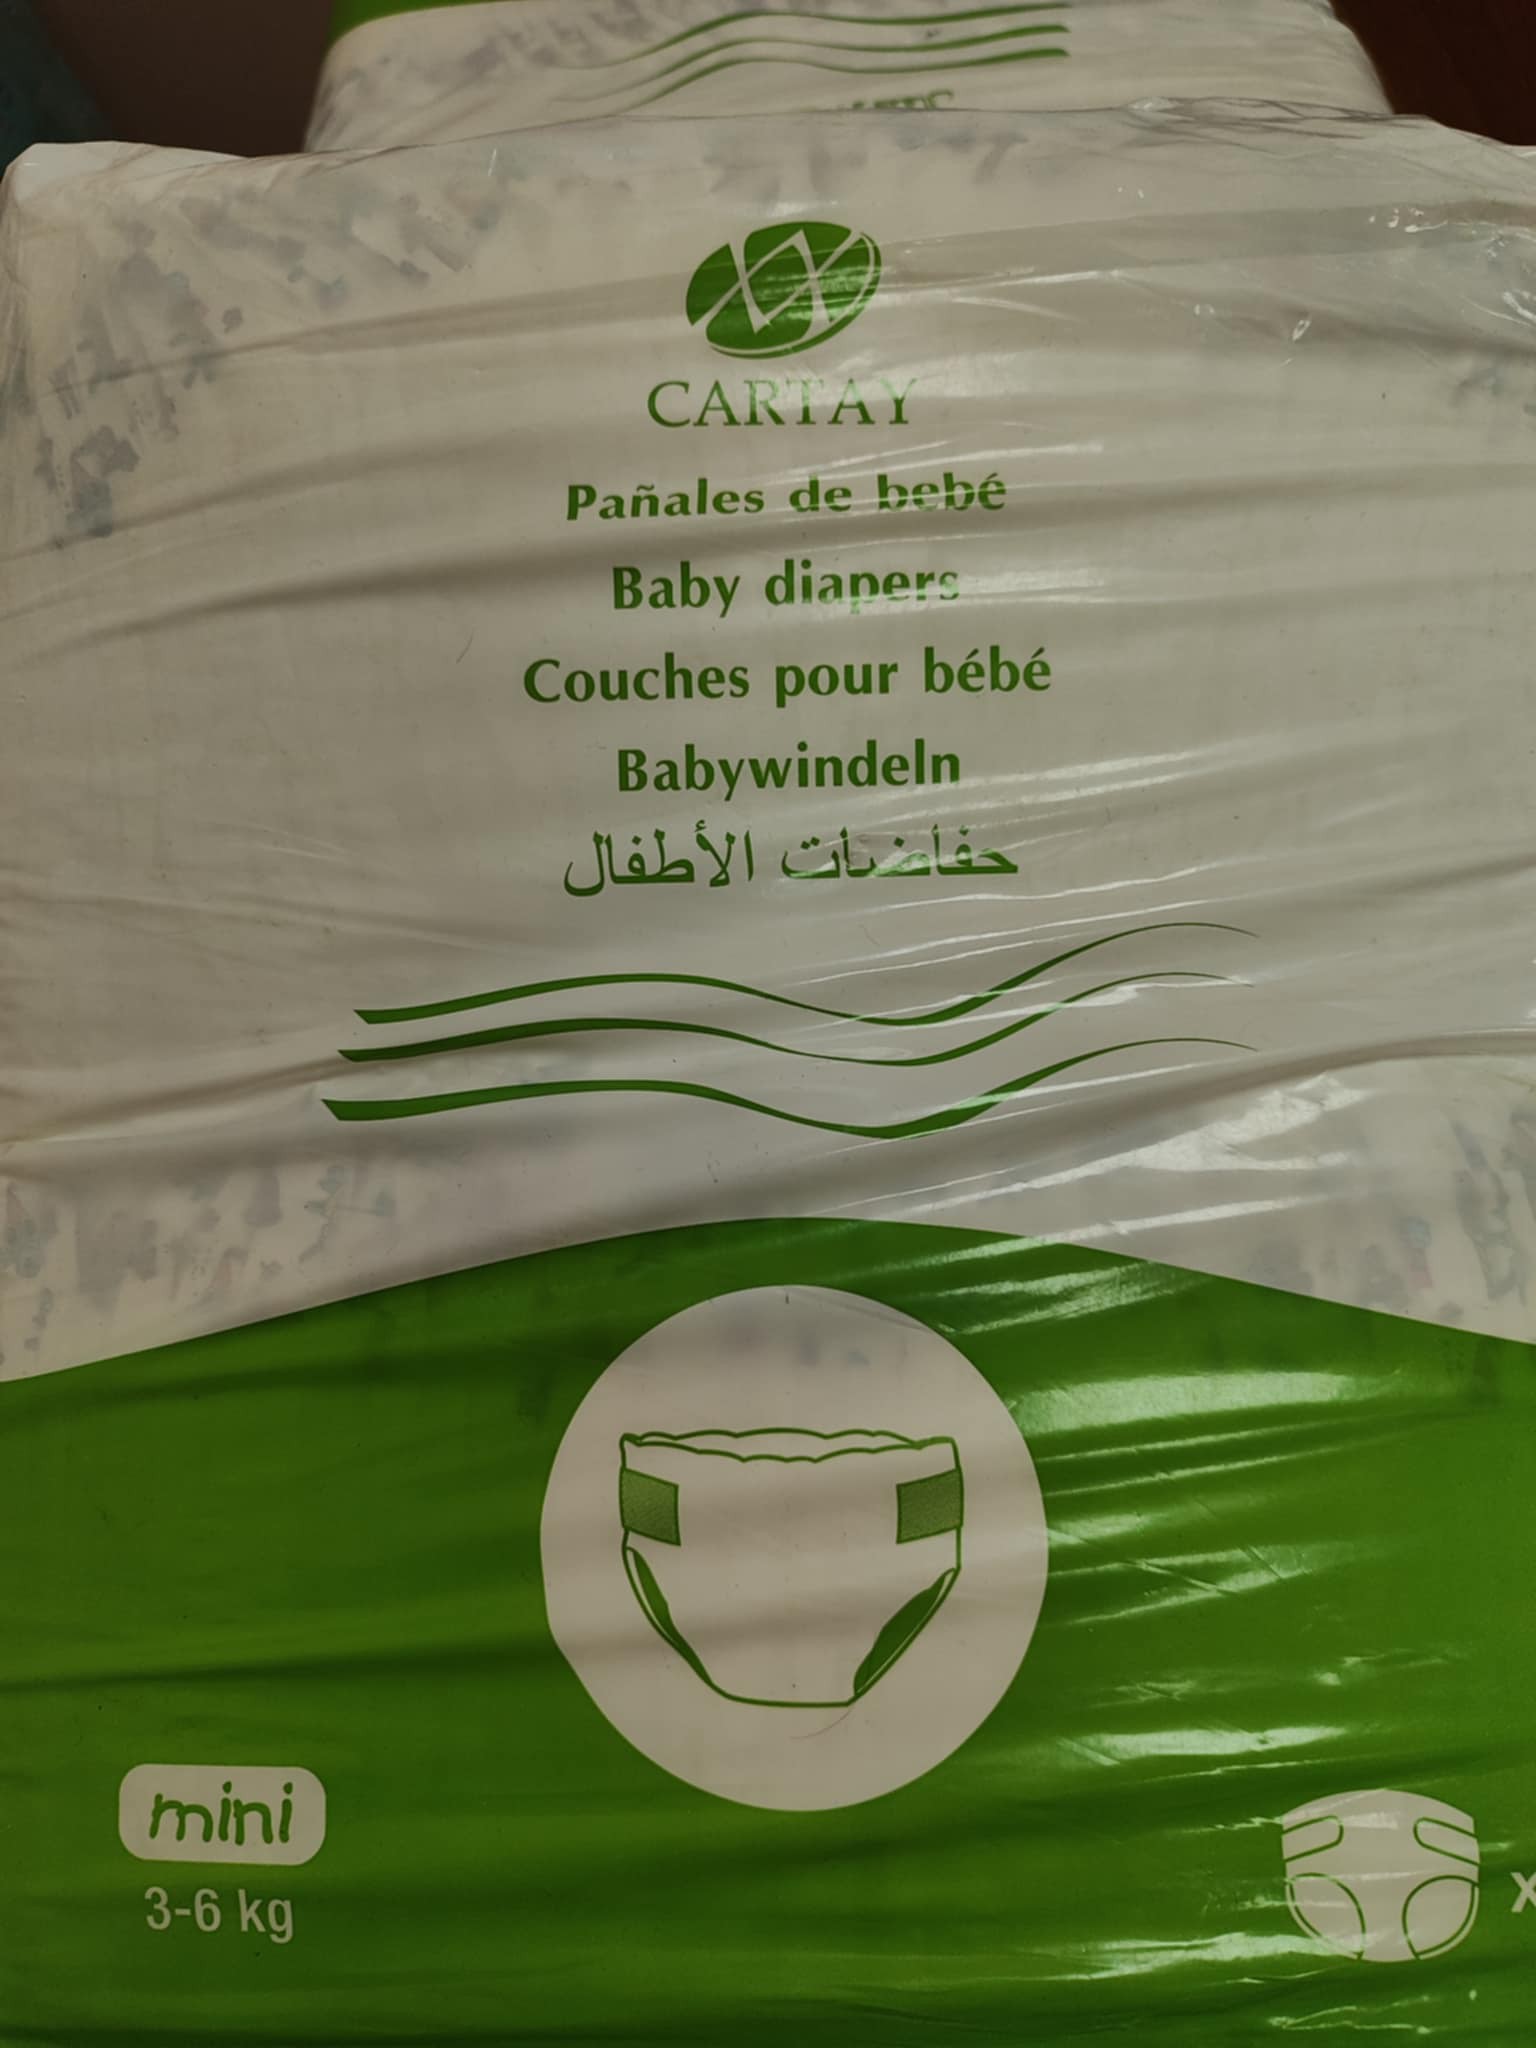 CARTAY
Pañales de bebé
Baby diapers
Couches pour bébé
Babywindeln
حفاضات الأطفال
mini
3-6 kg
x